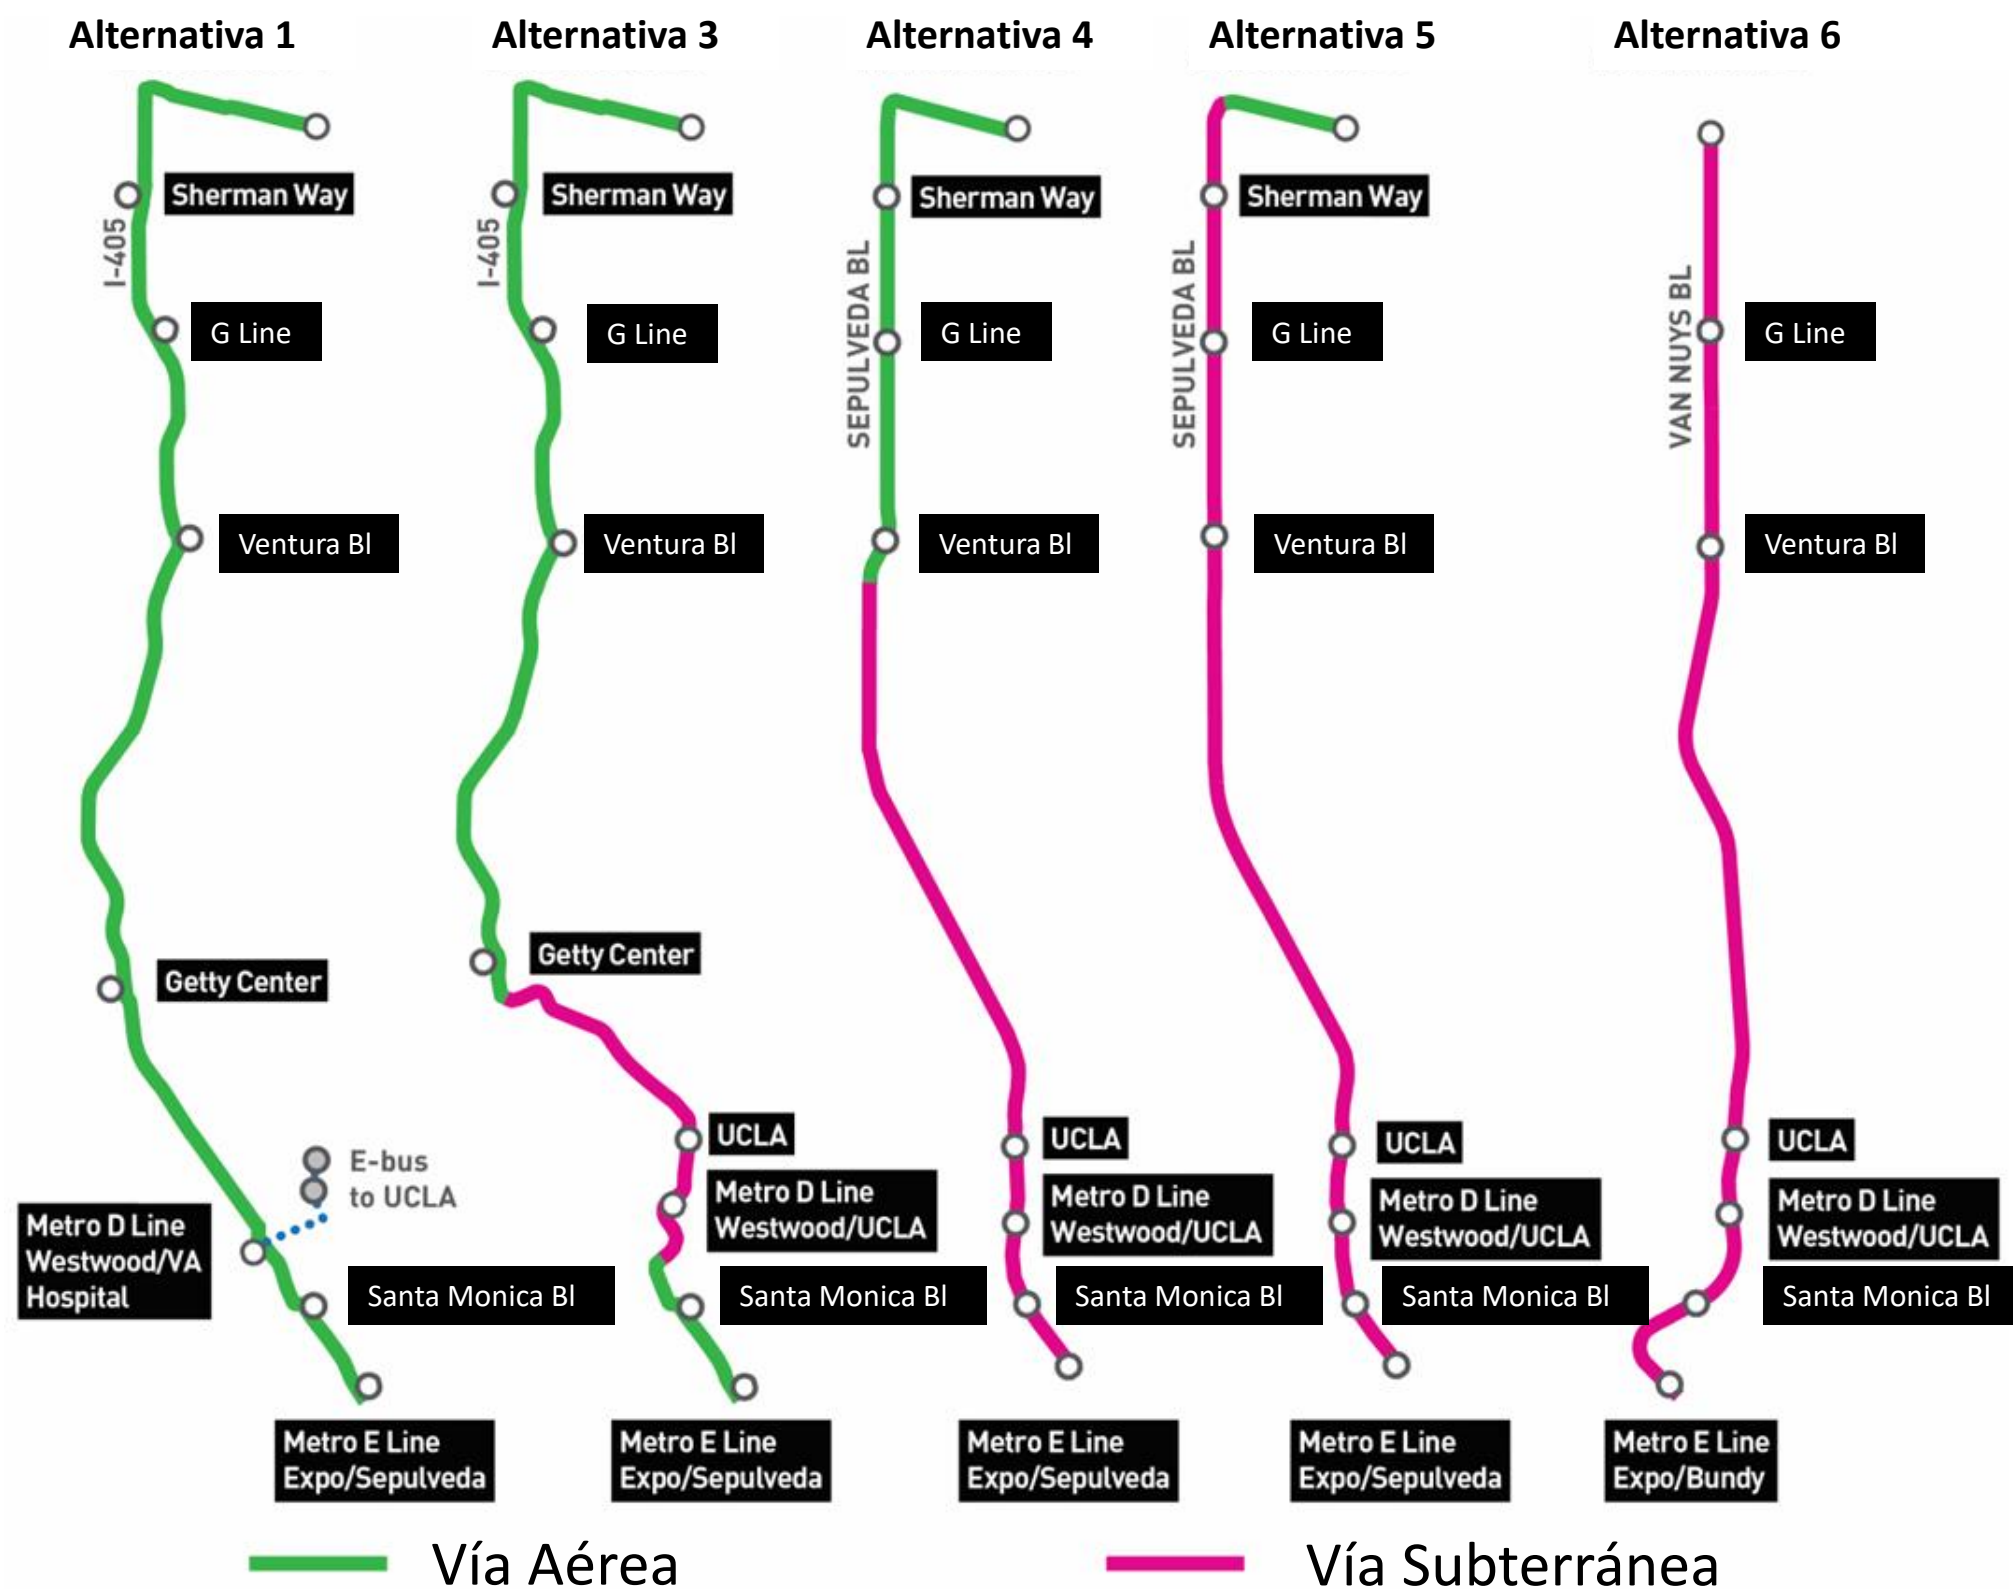 Alternativa 1
Alternativa 3
Alternativa 4
Alternativa 5
Alternativa 6
Sherman Way
Sherman Way
Sherman Way
Sherman Way
I-405
I-405
SEPULVEDA BL
SEPULVEDA BL
VAN NUYS BL
G Line
G Line
G Line
G Line
G Line
Ventura Bl
Ventura Bl
Ventura Bl
Ventura Bl
Ventura Bl
Getty Center
Getty Center
UCLA
UCLA
UCLA
UCLA
E-bus
to UCLA
Metro D Line
Westwood/VA
Hospital
Metro D Line
Westwood/UCLA
Metro D Line
Westwood/UCLA
Metro D Line
Westwood/UCLA
Metro D Line
Westwood/UCLA
Santa Monica Bl
Santa Monica Bl
Santa Monica Bl
Santa Monica Bl
Santa Monica Bl
Metro E Line
Expo/Sepulveda
Metro E Line
Expo/Sepulveda
Metro E Line
Expo/Sepulveda
Metro E Line
Expo/Sepulveda
Metro E Line
Expo/Bundy
Vía Aérea
Vía Subterránea